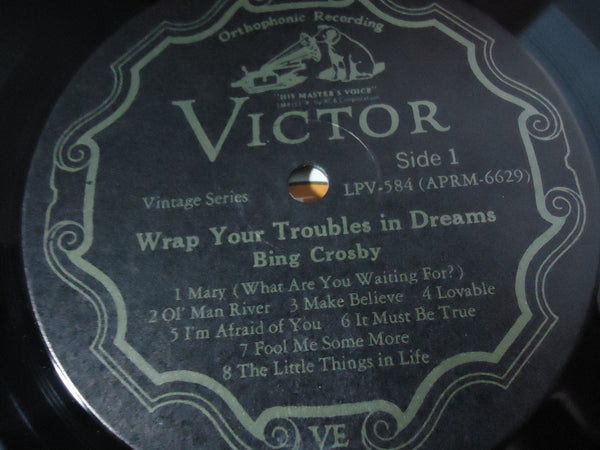 Orthophonic Recording
"HIS MASTER'S VOICE"
VICTOR
Side 1
Vintage Series
LPV-584 (APRM-6629)
Wrap Your Troubles in Dreams
Bing Crosby
1 Mary (What Are You Waiting For?)
2 Ol' Man River 3 Make Believe 4 Lovable
5 I'm Afraid of You 6 It Must Be True
7 Fool Me Some More
8 The Little Things in Life
VE